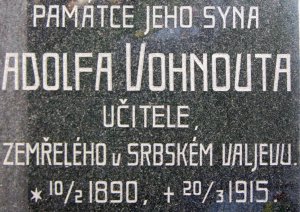 PAMÁTCE JEHO SYNA
ADOLFA VOHNOUTA
UČITELE,
ZEMŘELÉHO v SRBSKÉM VALJEVU.
* 10/2 1890, + 20/3 1915.